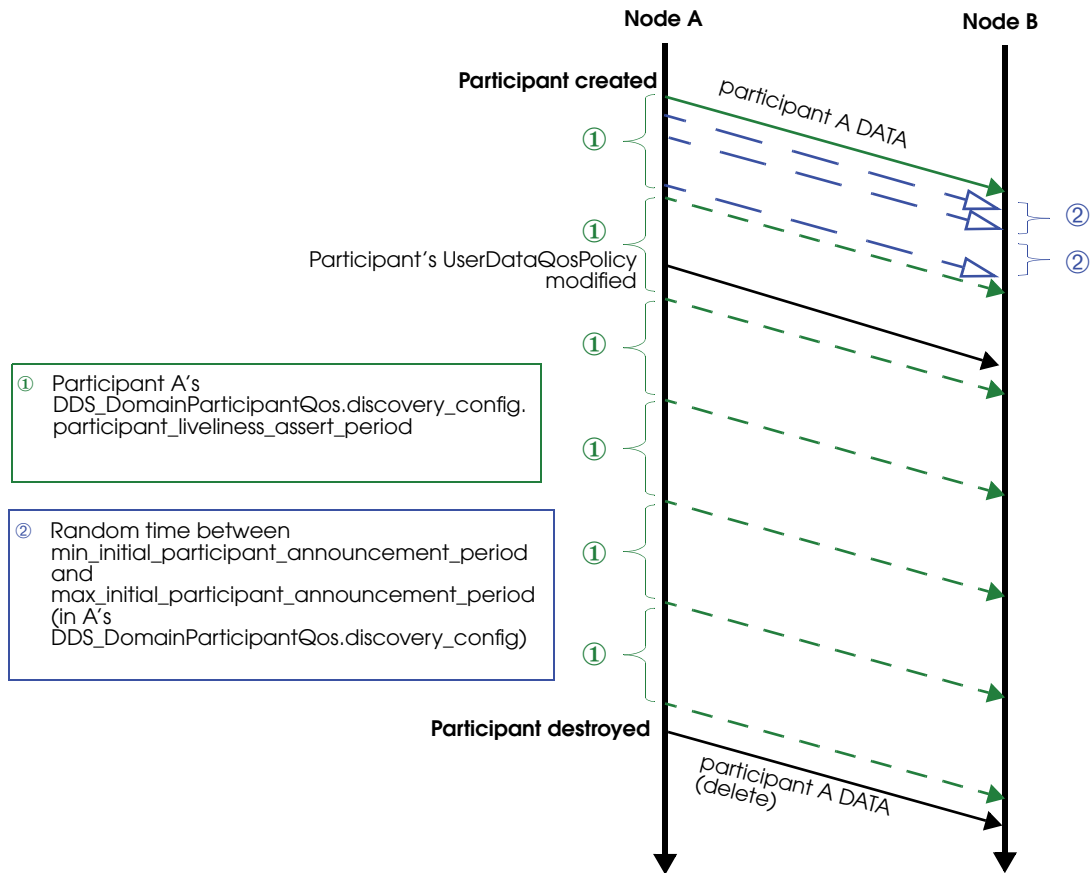 Node A
Node B
Participant created
participant A DATA
①
②
①
②
Participant's UserDataQosPolicy
modified
①
① Participant A's
DDS_DomainParticipantQos.discovery_config.
participant_liveliness_assert_period
①
② Random time between
min_initial_participant_announcement_period
and
max_initial_participant_announcement_period
(in A's
DDS_DomainParticipantQos.discovery_config)
①
①
Participant destroyed
participant A DATA
(delete)